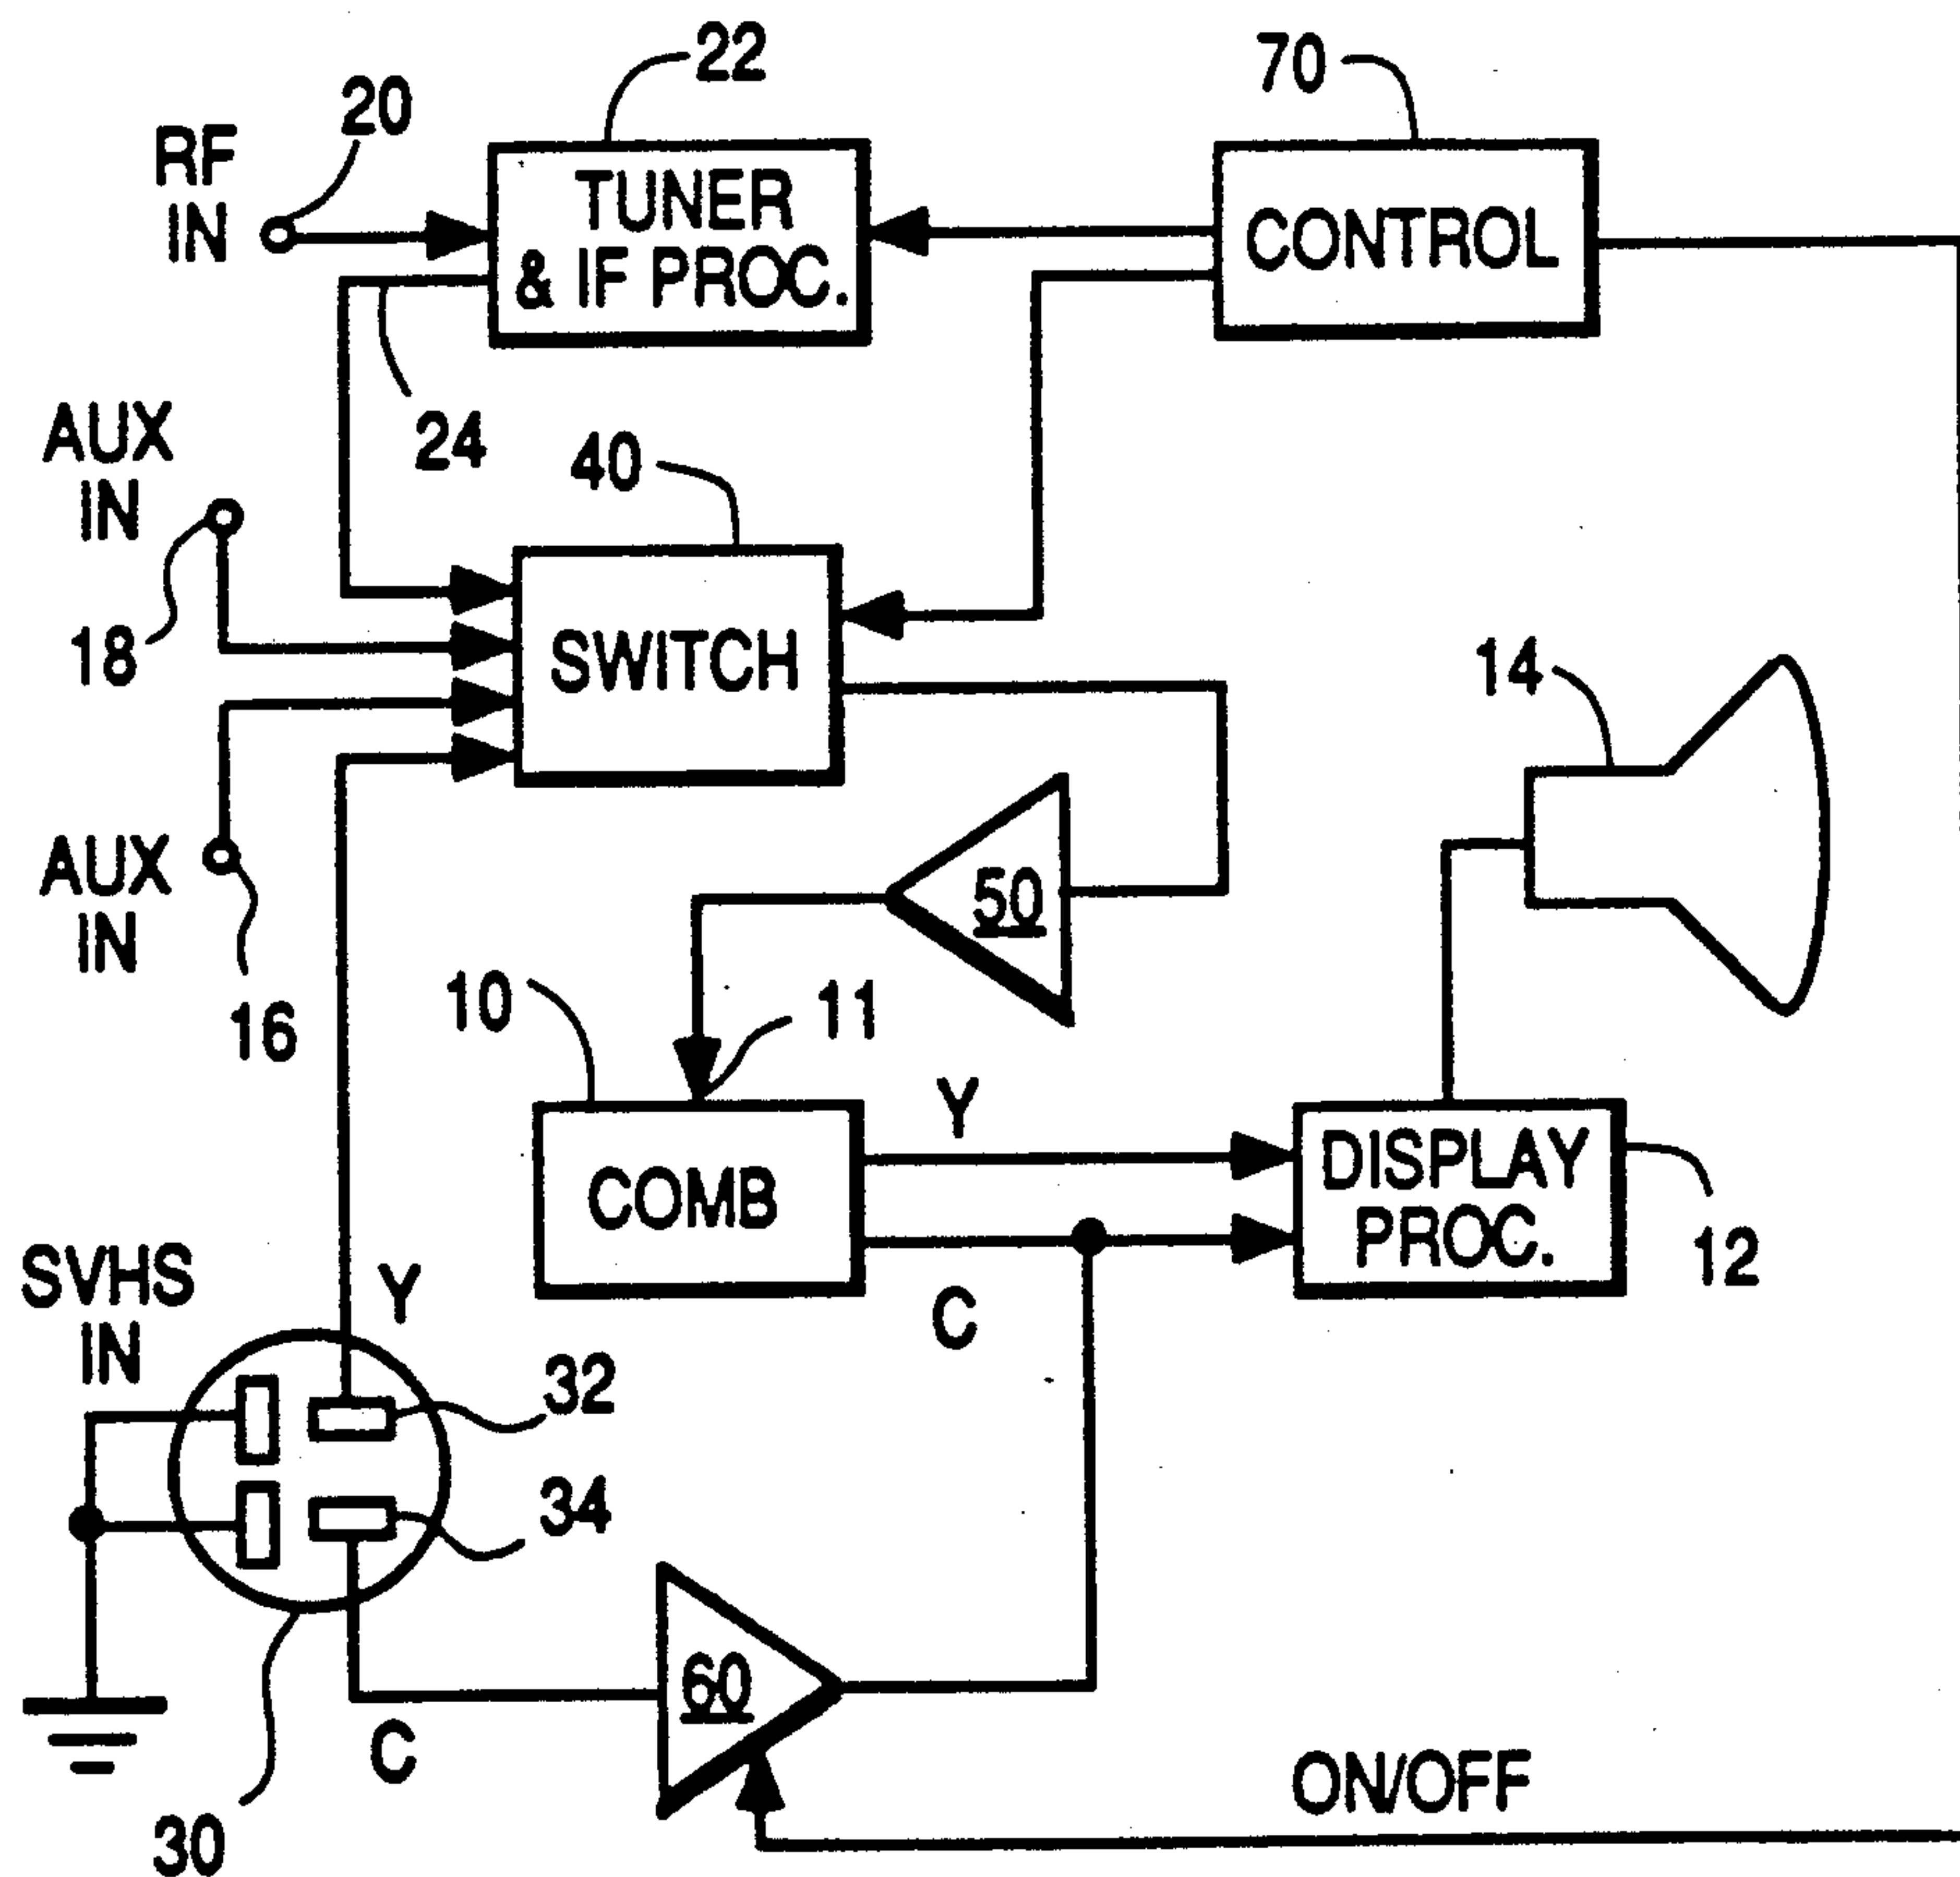 22
70
20
RF
IN
TUNER
& IF PROC.
CONTROL
24
AUX
IN
40
18
SWITCH
14
AUX
IN
50
16
10
11
Y
COMB
DISPLAY
PROC.
12
C
SVHS
IN
Y
32
34
60
C
ON/OFF
30